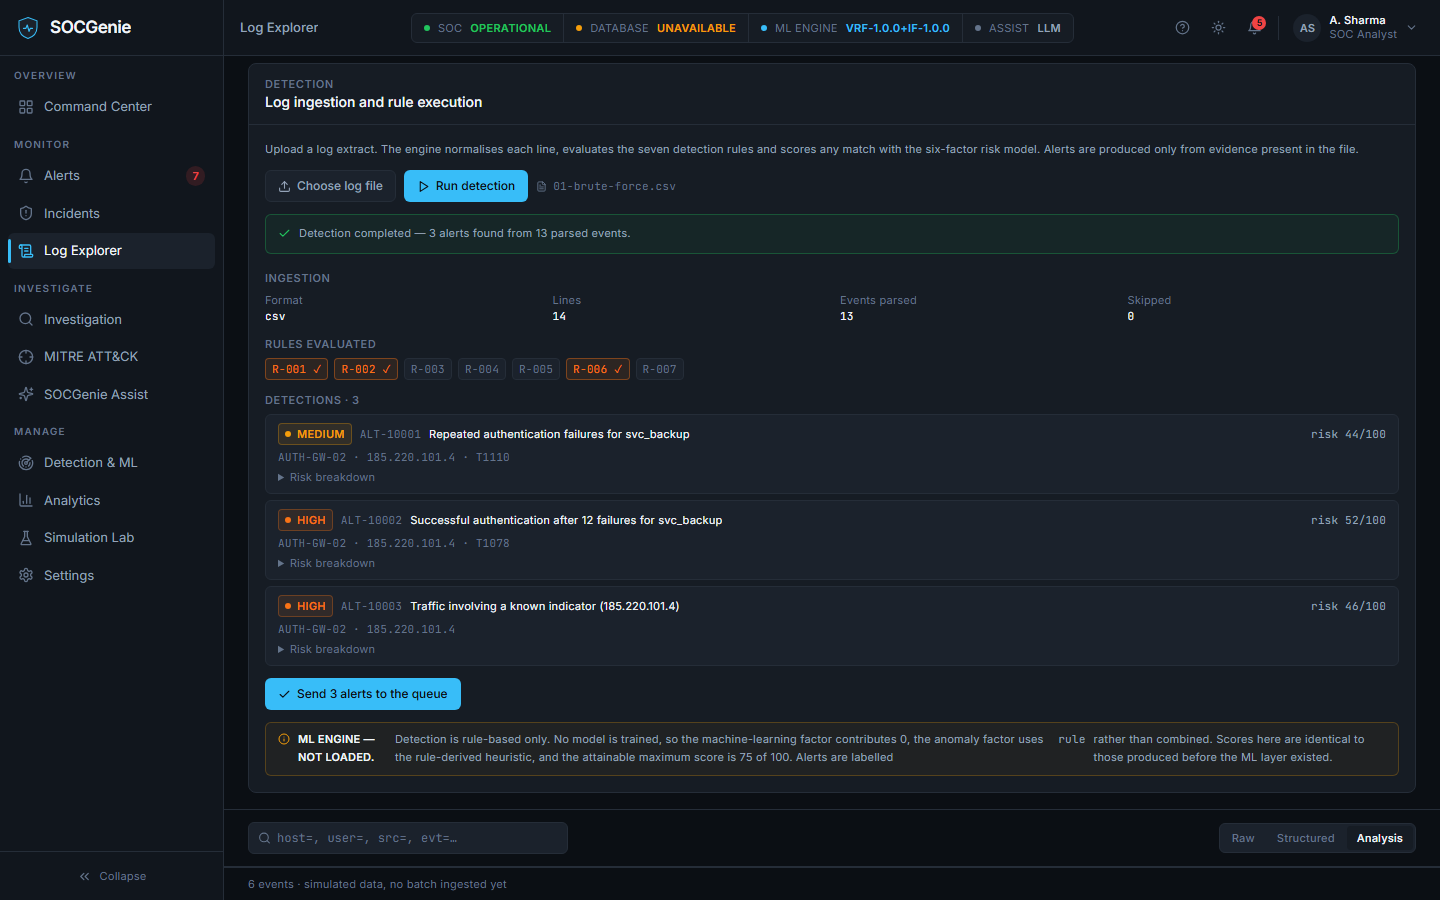 SOCGenie
Log Explorer
SOC OPERATIONAL
DATABASE UNAVAILABLE
ML ENGINE VRF-1.0.0+IF-1.0.0
ASSIST LLM
5
AS
A. Sharma
SOC Analyst
OVERVIEW
Command Center
MONITOR
Alerts 7
Incidents
Log Explorer
INVESTIGATE
Investigation
MITRE ATT&CK
SOCGenie Assist
MANAGE
Detection & ML
Analytics
Simulation Lab
Settings
Collapse
DETECTION
Log ingestion and rule execution
Upload a log extract. The engine normalises each line, evaluates the seven detection rules and scores any match with the six-factor risk model. Alerts are produced only from evidence present in the file.
Choose log file
Run detection
01-brute-force.csv
Detection completed — 3 alerts found from 13 parsed events.
INGESTION
Format Lines Events parsed Skipped
csv 14 13 0
RULES EVALUATED
R-001 ✓ R-002 ✓ R-003 R-004 R-005 R-006 ✓ R-007
DETECTIONS · 3
MEDIUM ALT-10001 Repeated authentication failures for svc_backup risk 44/100
AUTH-GW-02 · 185.220.101.4 · T1110
Risk breakdown
HIGH ALT-10002 Successful authentication after 12 failures for svc_backup risk 52/100
AUTH-GW-02 · 185.220.101.4 · T1078
Risk breakdown
HIGH ALT-10003 Traffic involving a known indicator (185.220.101.4) risk 46/100
AUTH-GW-02 · 185.220.101.4
Risk breakdown
Send 3 alerts to the queue
ML ENGINE —
NOT LOADED.
Detection is rule-based only. No model is trained, so the machine-learning factor contributes 0, the anomaly factor uses
the rule-derived heuristic, and the attainable maximum score is 75 of 100. Alerts are labelled
rule
rather than combined. Scores here are identical to
those produced before the ML layer existed.
host=, user=, src=, evt=…
Raw Structured Analysis
6 events · simulated data, no batch ingested yet